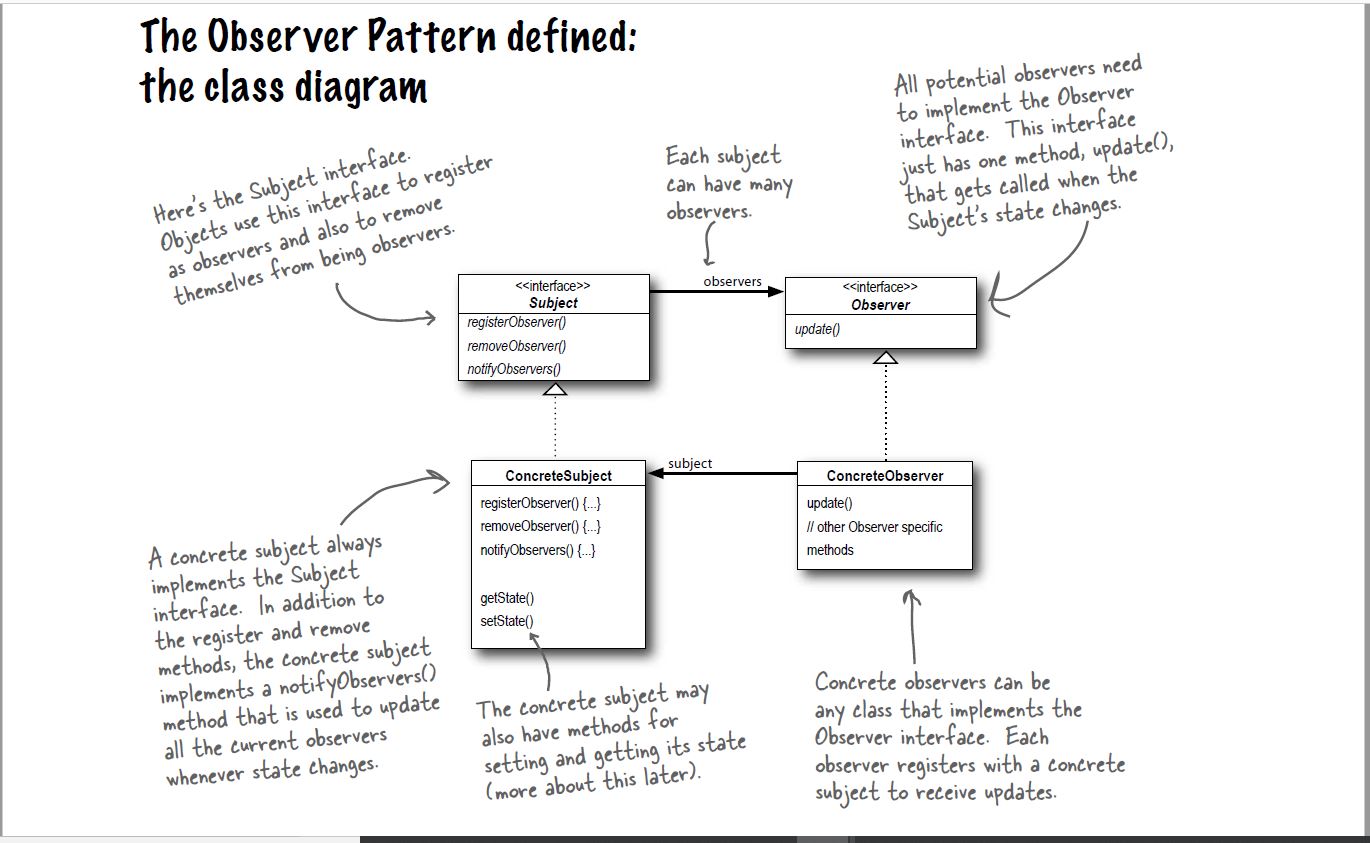 The Observer Pattern defined:
the class diagram
Here's the Subject interface.
Objects use this interface to register
as observers and also to remove
themselves from being observers.
Each subject
can have many
observers.
All potential observers need
to implement the Observer
interface. This interface
just has one method, update(),
that gets called when the
Subject's state changes.
<<interface>>
Subject
registerObserver()
removeObserver()
notifyObservers()
observers
<<interface>>
Observer
update()
ConcreteSubject
registerObserver() {...}
removeObserver() {...}
notifyObservers() {...}
getState()
setState()
subject
ConcreteObserver
update()
// other Observer specific
methods
A concrete subject always
implements the Subject
interface. In addition to
the register and remove
methods, the concrete subject
implements a notifyObservers()
method that is used to update
all the current observers
whenever state changes.
The concrete subject may
also have methods for
setting and getting its state
(more about this later).
Concrete observers can be
any class that implements the
Observer interface. Each
observer registers with a concrete
subject to receive updates.